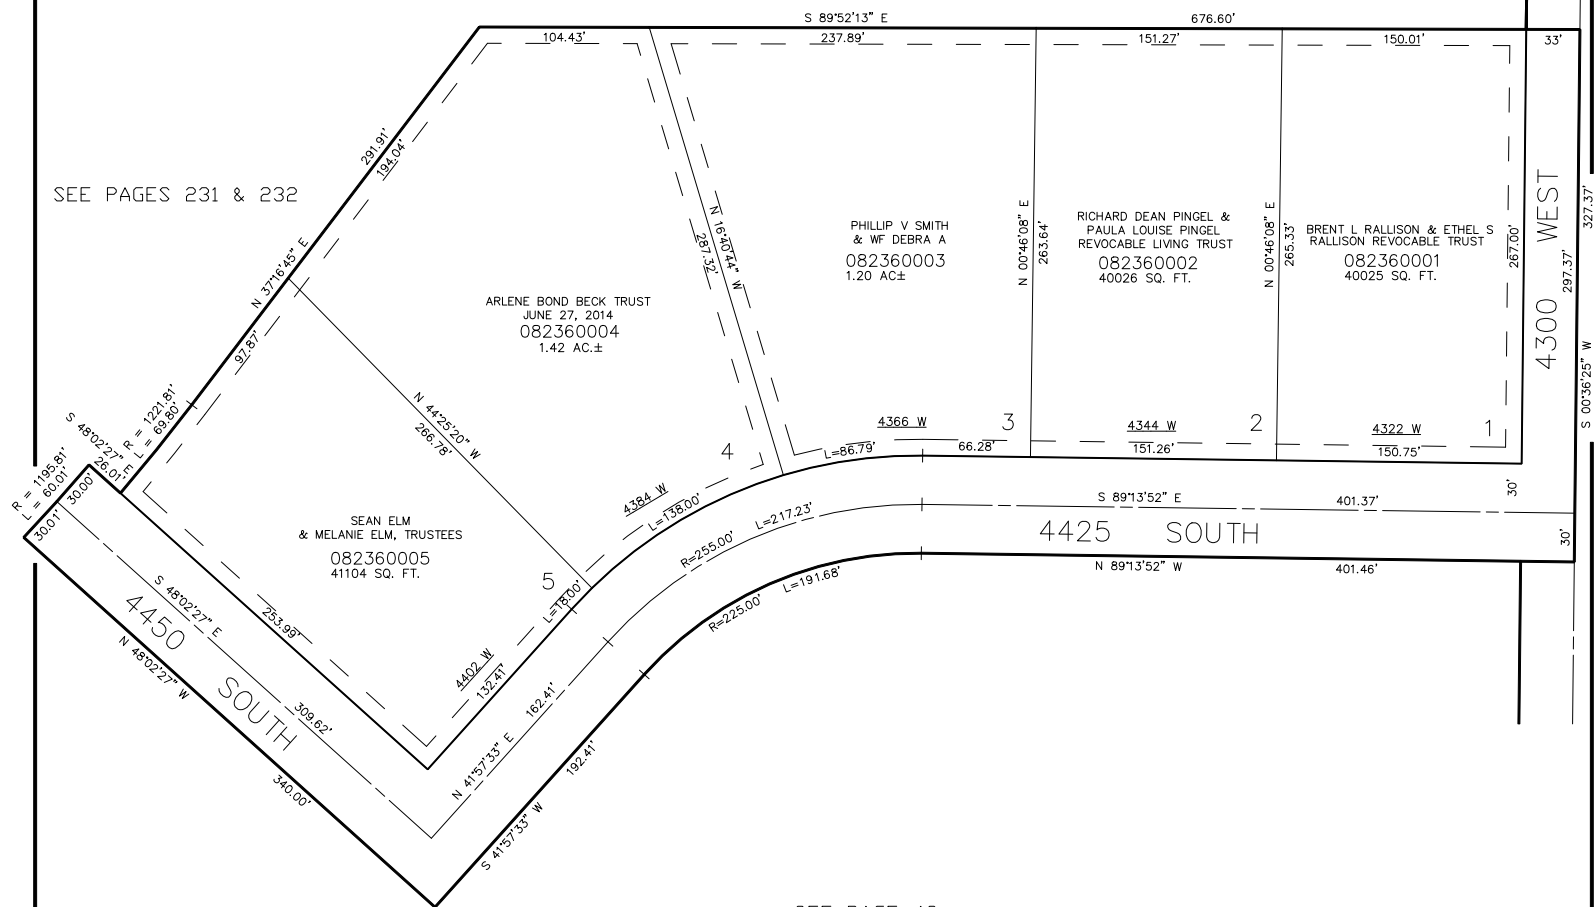 S 89°52'13" E
676.60'
104.43'
237.89'
151.27'
150.01'
33'
291.91'
194.04'
SEE PAGES 231 & 232
N 37°16'45" E
97.87'
N 16°40'44" W
287.32'
PHILLIP V SMITH
& WF DEBRA A
082360003
1.20 AC±
N 00°46'08" E
263.64'
RICHARD DEAN PINGEL &
PAULA LOUISE PINGEL
REVOCABLE LIVING TRUST
082360002
40026 SQ. FT.
N 00°46'08" E
265.33'
BRENT L RALLISON & ETHEL S
RALLISON REVOCABLE TRUST
082360001
40025 SQ. FT.
267.00'
4300 WEST
297.37'
327.37'
S 00°36'25" W
ARLENE BOND BECK TRUST
JUNE 27, 2014
082360004
1.42 AC.±
R = 1221.81'
L = 69.80'
S 48°02'27" E
26.01'
R = 1195.81'
L = 60.01'
30.00'
30.01'
N 44°25'20" W
266.78'
4
4366 W
3
4344 W
2
4322 W
1
L=86.79'
66.28'
151.26'
150.75'
30'
4384 W
L=138.00'
L=217.23'
R=255.00'
S 89°13'52" E
401.37'
4425 SOUTH
30'
N 89°13'52" W
401.46'
L=191.68'
R=225.00'
SEAN ELM
& MELANIE ELM, TRUSTEES
082360005
41104 SQ. FT.
5
L=18.00'
S 48°02'27" E
253.99'
4450 SOUTH
N 48°02'27" W
309.62'
340.00'
4402 W
132.41'
162.41'
N 41°57'33" E
192.41'
S 41°57'33" W